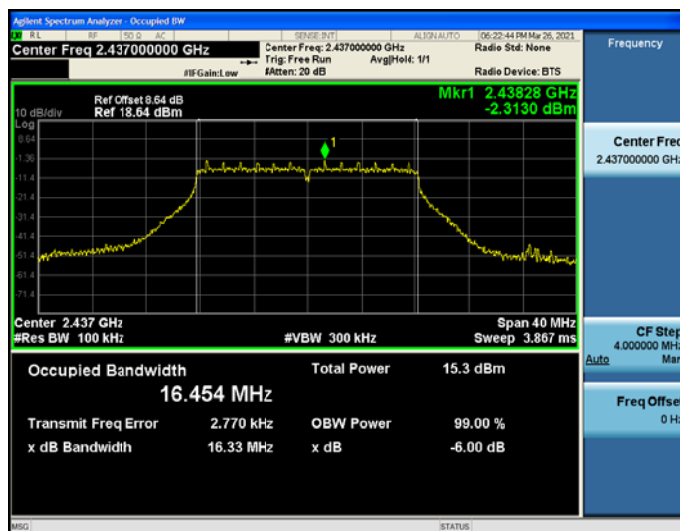 Agilent Spectrum Analyzer - Occupied BW
RL RF 50 Ω AC SENSE:INT ALIGN AUTO 06:22:44 PM Mar 26, 2021
Center Freq 2.437000000 GHz
Center Freq: 2.437000000 GHz Radio Std: None
Trig: Free Run Avg|Hold: 1/1
#IFGain:Low #Atten: 20 dB Radio Device: BTS
Frequency
Mkr1 2.43828 GHz
-2.3130 dBm
Ref Offset 8.64 dB
10 dB/div Ref 18.64 dBm
Log
8.64
-1.36
-11.4
-21.4
-31.4
-41.4
-51.4
-61.4
-71.4
1
Center 2.437 GHz Span 40 MHz
#Res BW 100 kHz #VBW 300 kHz Sweep 3.867 ms
Occupied Bandwidth Total Power 15.3 dBm
16.454 MHz
Transmit Freq Error 2.770 kHz OBW Power 99.00 %
x dB Bandwidth 16.33 MHz x dB -6.00 dB
Center Freq
2.437000000 GHz
CF Step
4.000000 MHz
Auto Man
Freq Offset
0 Hz
MSG STATUS